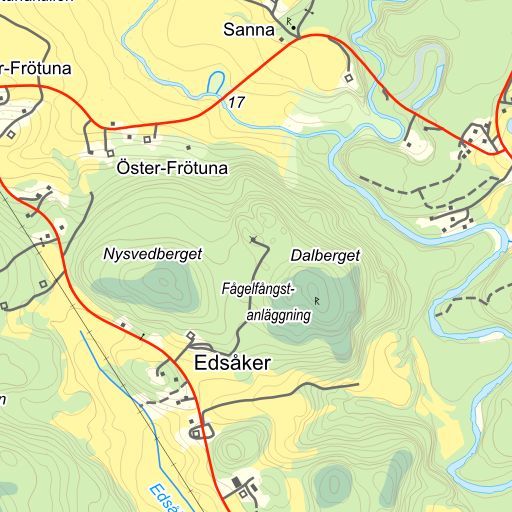 Sanna
r-Frötuna
17
Öster-Frötuna
Nysvedberget
Dalberget
Fågelfångst-
anläggning
R
R
Edsåker
n
Edså